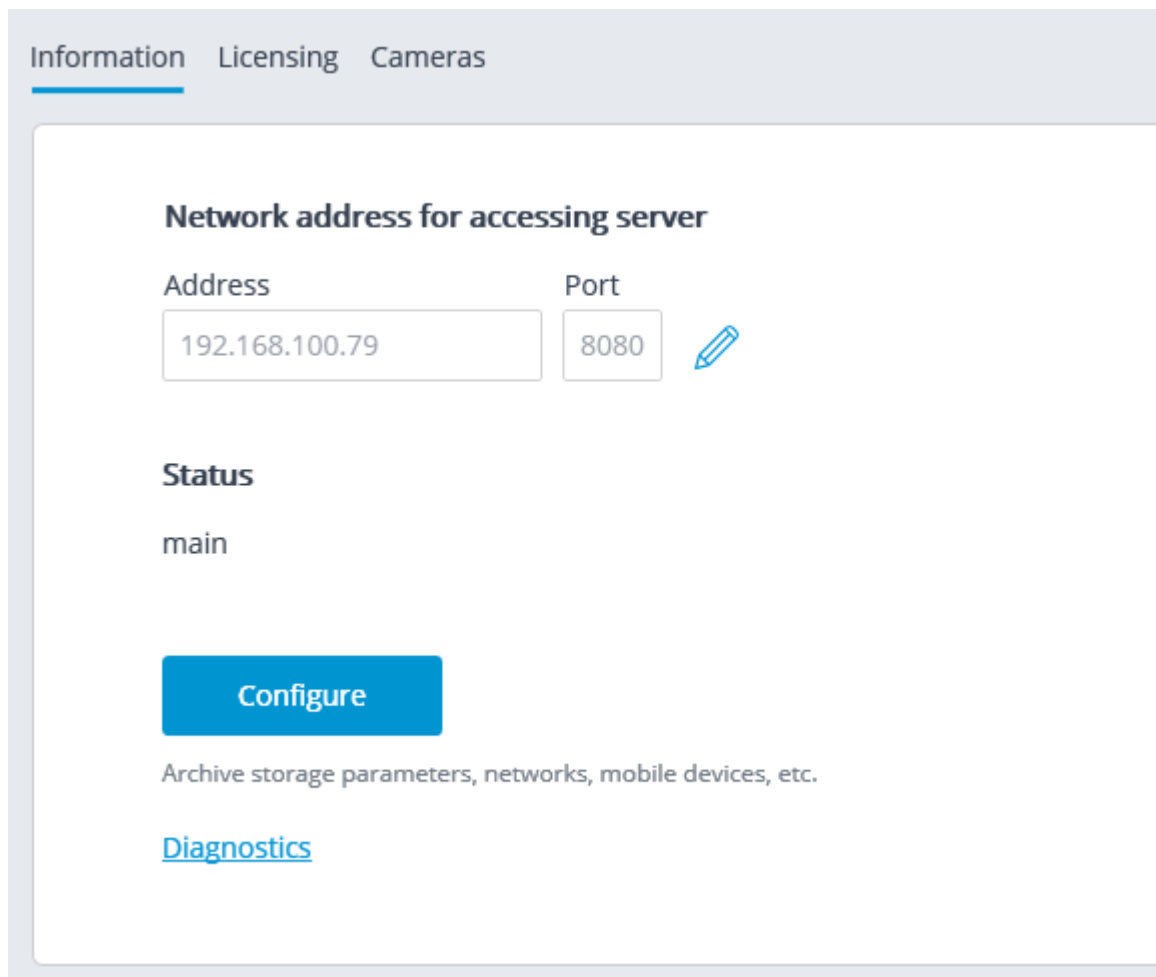 Information Licensing Cameras
Network address for accessing server
Address Port
192.168.100.79 8080
Status
main
Configure
Archive storage parameters, networks, mobile devices, etc.
Diagnostics